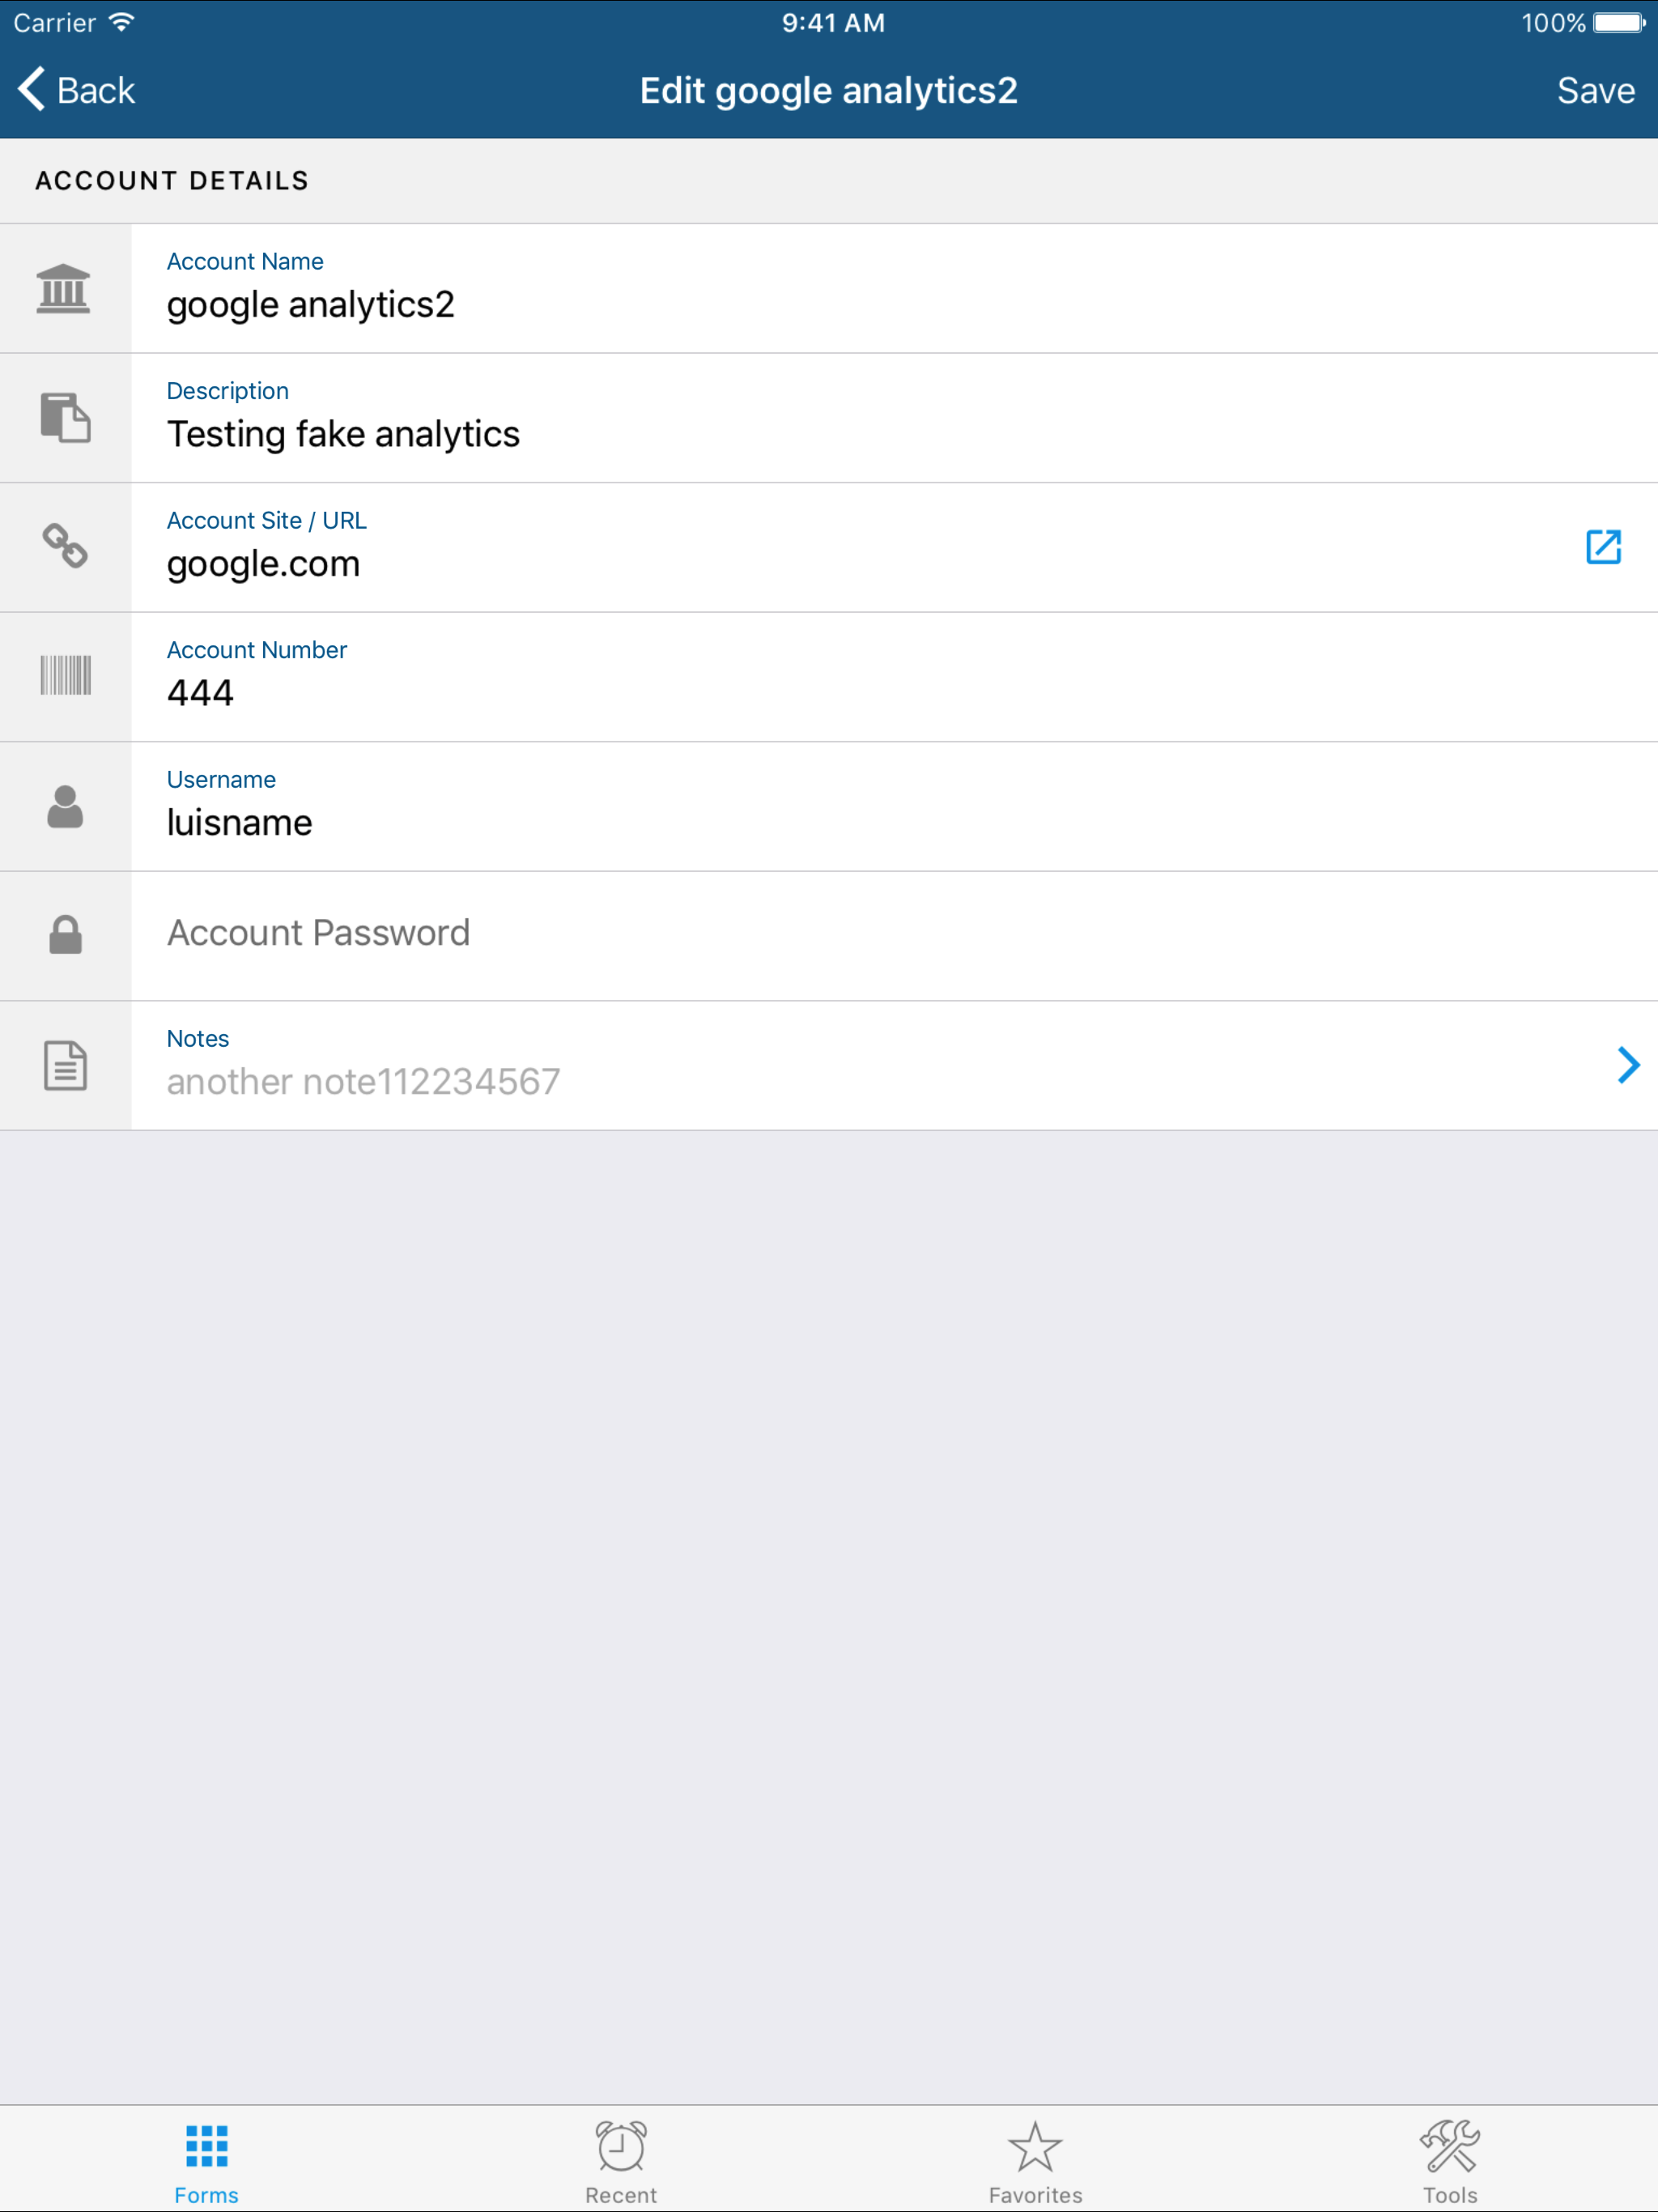 Carrier 9:41 AM 100%
Back Edit google analytics2 Save
ACCOUNT DETAILS
Account Name
google analytics2
Description
Testing fake analytics
Account Site / URL
google.com
Account Number
444
Username
luisname
Account Password
Notes
another note112234567
Forms Recent Favorites Tools